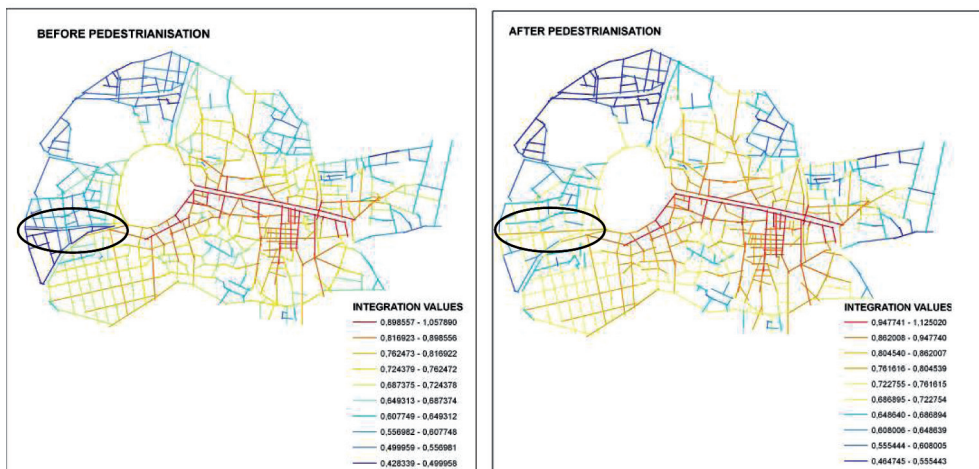 BEFORE PEDESTRIANISATION
INTEGRATION VALUES
0,898557 - 1,057890
0,816923 - 0,898556
0,762473 - 0,816922
0,724379 - 0,762472
0,687375 - 0,724378
0,649313 - 0,687374
0,607749 - 0,649312
0,556982 - 0,607748
0,499959 - 0,556981
0,428339 - 0,499958
AFTER PEDESTRIANISATION
INTEGRATION VALUES
0,947741 - 1,125020
0,862008 - 0,947740
0,804540 - 0,862007
0,761616 - 0,804539
0,722755 - 0,761615
0,686895 - 0,722754
0,648640 - 0,686894
0,608006 - 0,648639
0,555444 - 0,608005
0,464745 - 0,555443